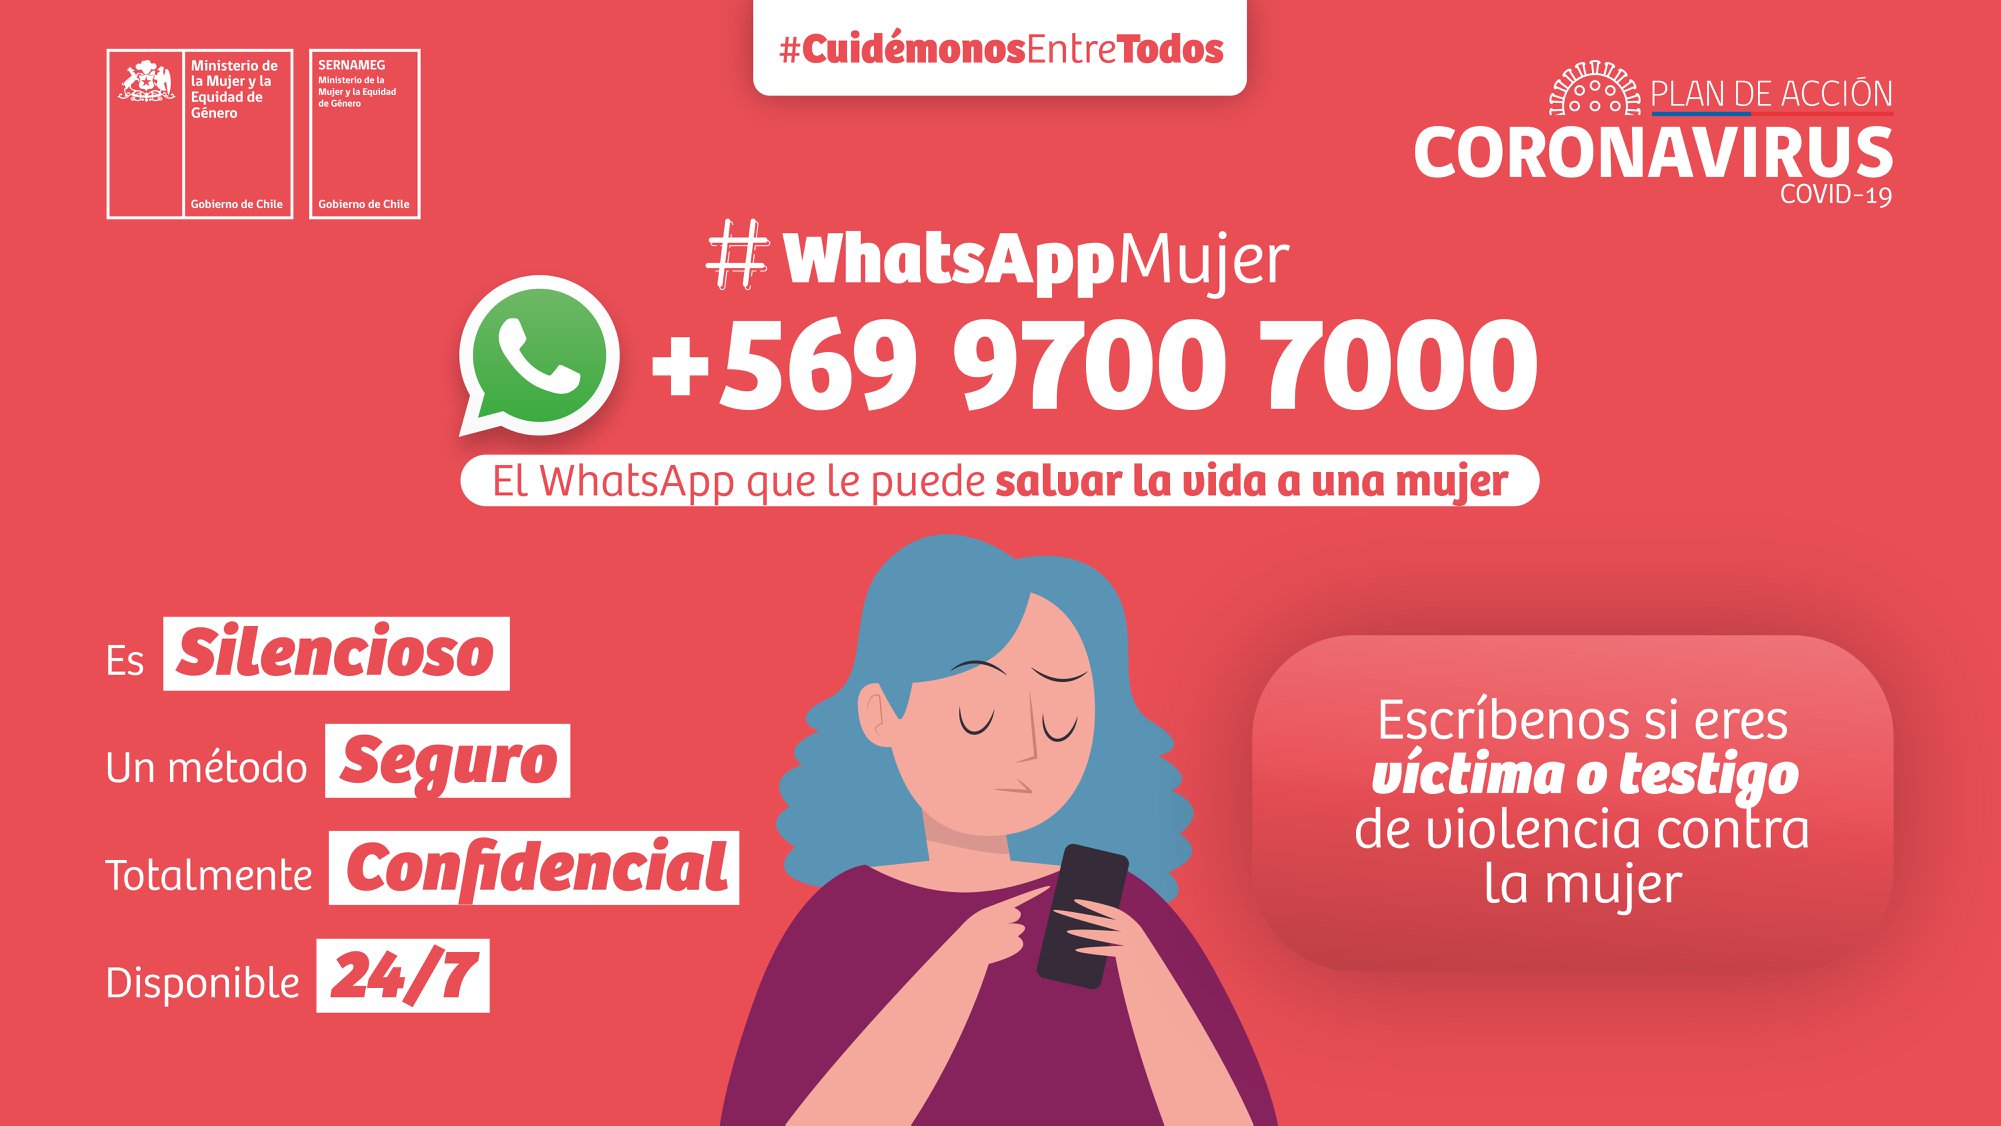 #CuidémonosEntreTodos
Ministerio de
la Mujer y la
Equidad de
Género
Gobierno de Chile
SERNAMEG
Ministerio de la
Mujer y la Equidad
de Género
Gobierno de Chile
PLAN DE ACCIÓN
CORONAVIRUS
COVID-19
#WhatsAppMujer
+569 9700 7000
El WhatsApp que le puede salvar la vida a una mujer
Es Silencioso
Un método Seguro
Totalmente Confidencial
Disponible 24/7
Escríbenos si eres
víctima o testigo
de violencia contra
la mujer